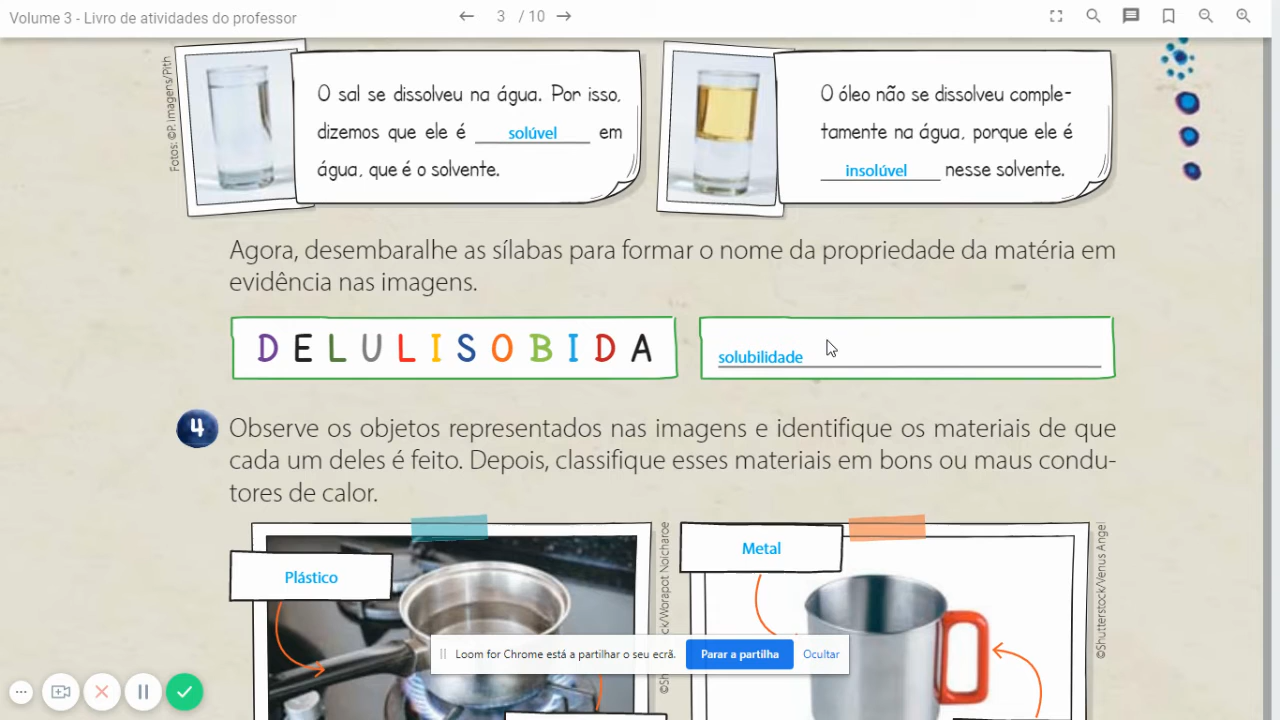 Volume 3 - Livro de atividades do professor
3 / 10
Fotos: ©P. Imagens/Pith
O sal se dissolveu na água. Por isso,
dizemos que ele é solúvel em
água, que é o solvente.
O óleo não se dissolveu comple-
tamente na água, porque ele é
insolúvel nesse solvente.
Agora, desembaralhe as sílabas para formar o nome da propriedade da matéria em
evidência nas imagens.
DELULISOBIDA
solubilidade
4
Observe os objetos representados nas imagens e identifique os materiais de que
cada um deles é feito. Depois, classifique esses materiais em bons ou maus condu-
tores de calor.
Plástico
Metal
ck/Worapot Noicharoe
©Shutterstock/Venus Angel
Loom for Chrome está a partilhar o seu ecrã.
Parar a partilha
Ocultar